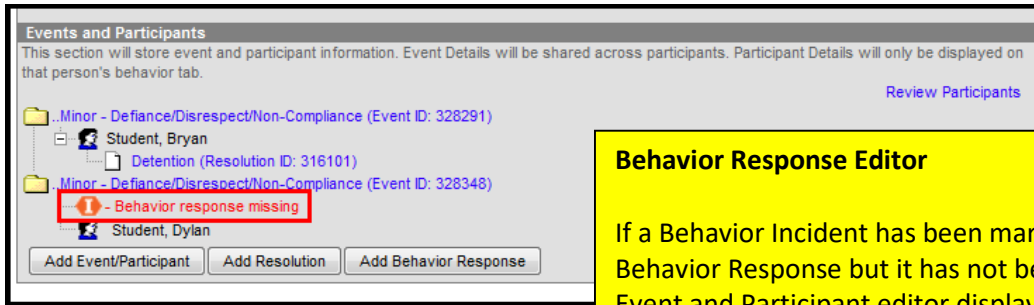 Events and Participants
This section will store event and participant information. Event Details will be shared across participants. Participant Details will only be displayed on
that person's behavior tab.
Review Participants
..Minor - Defiance/Disrespect/Non-Compliance (Event ID: 328291)
Student, Bryan
Detention (Resolution ID: 316101)
..Minor - Defiance/Disrespect/Non-Compliance (Event ID: 328348)
- Behavior response missing
Student, Dylan
Add Event/Participant Add Resolution Add Behavior Response
Behavior Response Editor
If a Behavior Incident has been
Behavior Response but it has not
Event and Participant editor